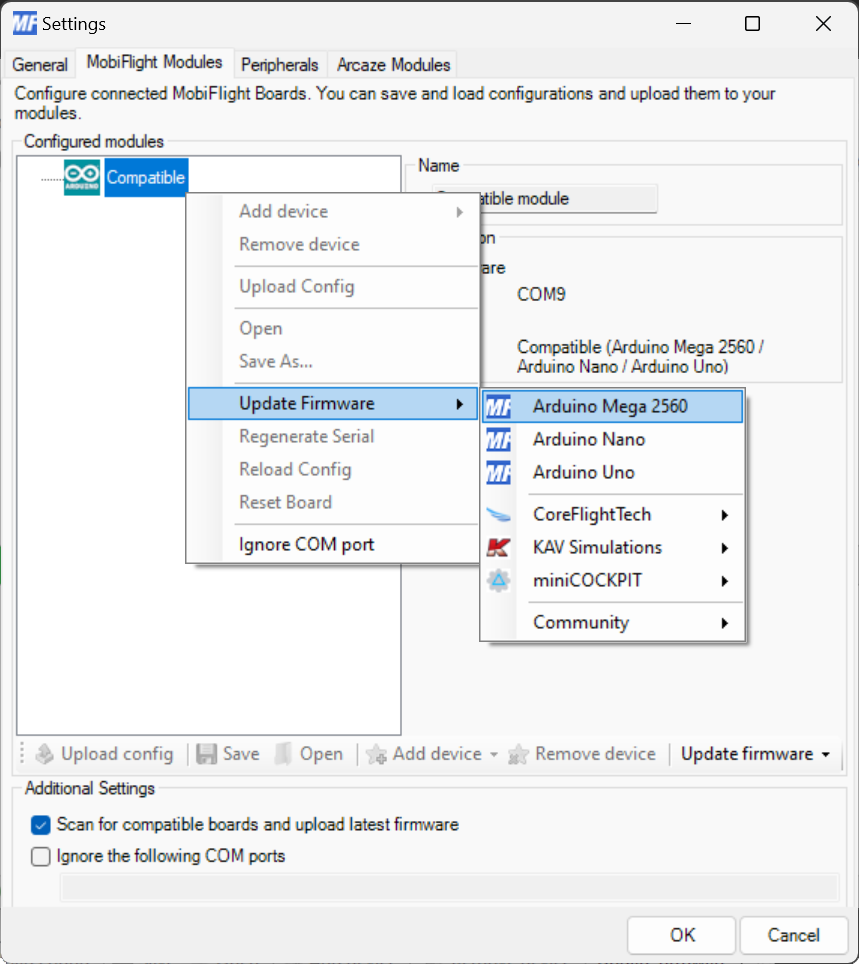 MF Settings
General MobiFlight Modules Peripherals Arcaze Modules
Configure connected MobiFlight Boards. You can save and load configurations and upload them to your
modules.
Configured modules
ARDUINO
Compatible
Name
atible module
on
are
COM9
Compatible (Arduino Mega 2560 /
Arduino Nano / Arduino Uno)
Add device
Remove device
Upload Config
Open
Save As...
Update Firmware
Regenerate Serial
Reload Config
Reset Board
Ignore COM port
MF Arduino Mega 2560
MF Arduino Nano
MF Arduino Uno
CoreFlightTech
K KAV Simulations
miniCOCKPIT
Community
Upload config Save Open Add device Remove device Update firmware
Additional Settings
Scan for compatible boards and upload latest firmware
Ignore the following COM ports
OK Cancel